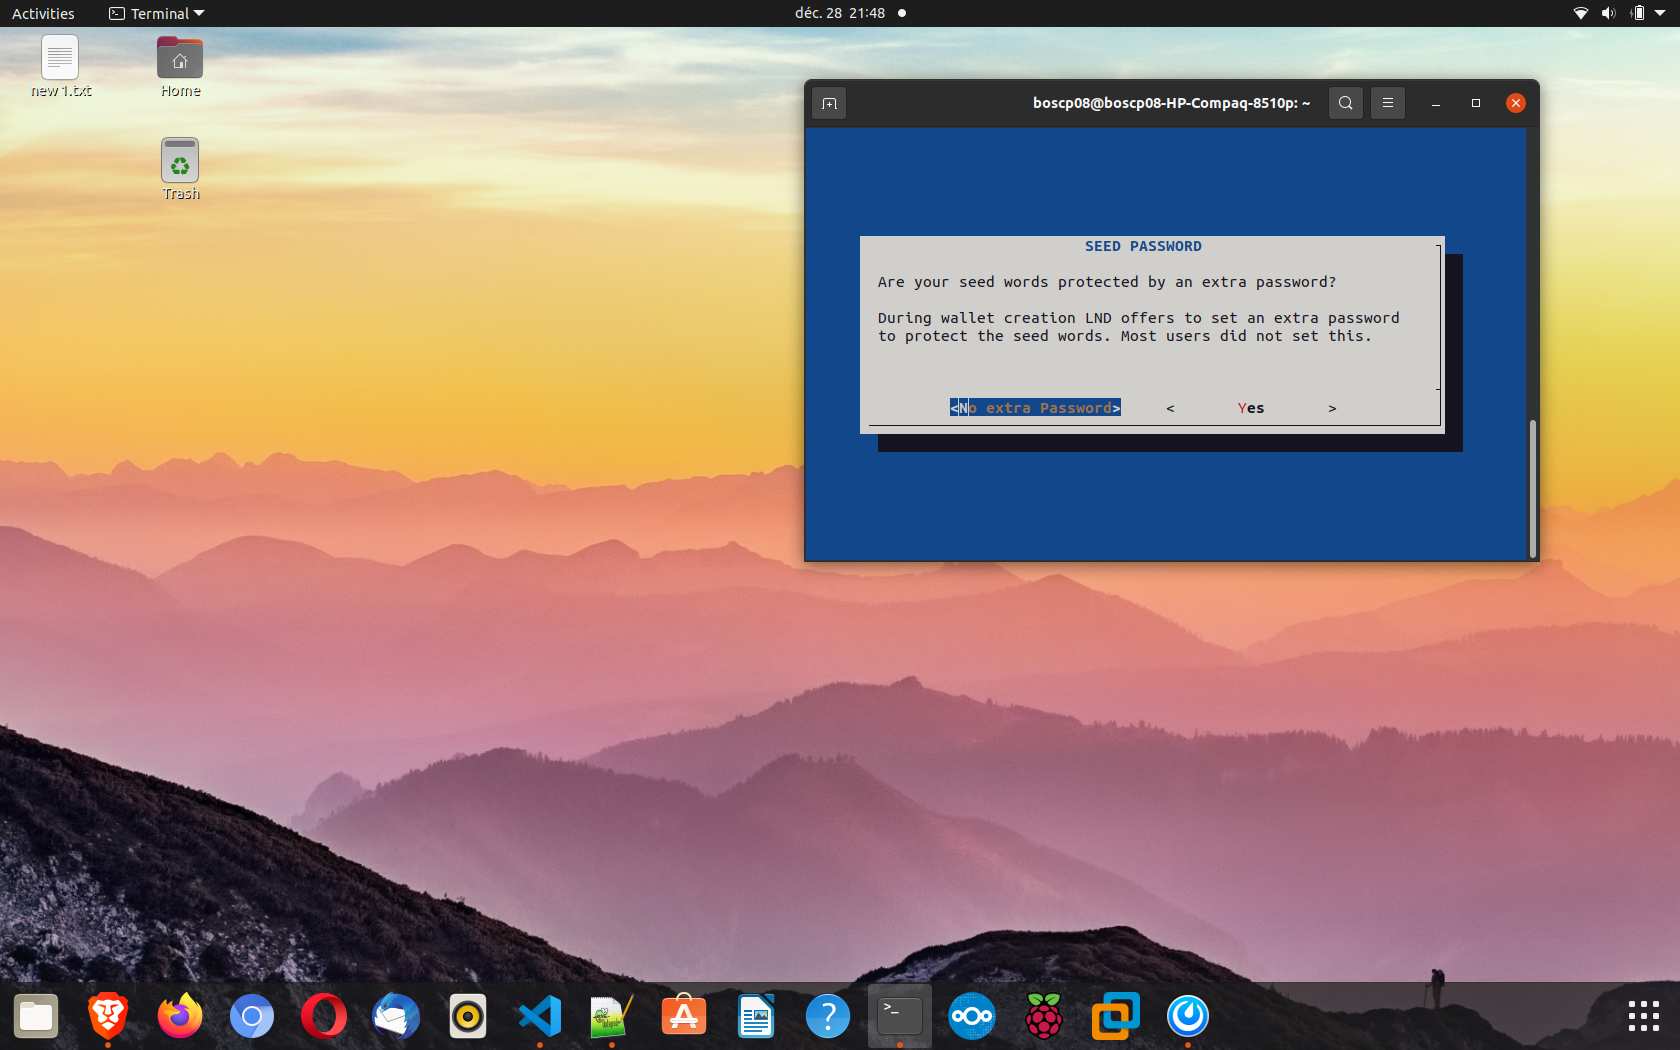 Activities
Terminal
déc. 28 21:48
new 1.txt
Home
Trash
boscp08@boscp08-HP-Compaq-8510p: ~
SEED PASSWORD
Are your seed words protected by an extra password?
During wallet creation LND offers to set an extra password
to protect the seed words. Most users did not set this.
<No extra Password> < Yes >